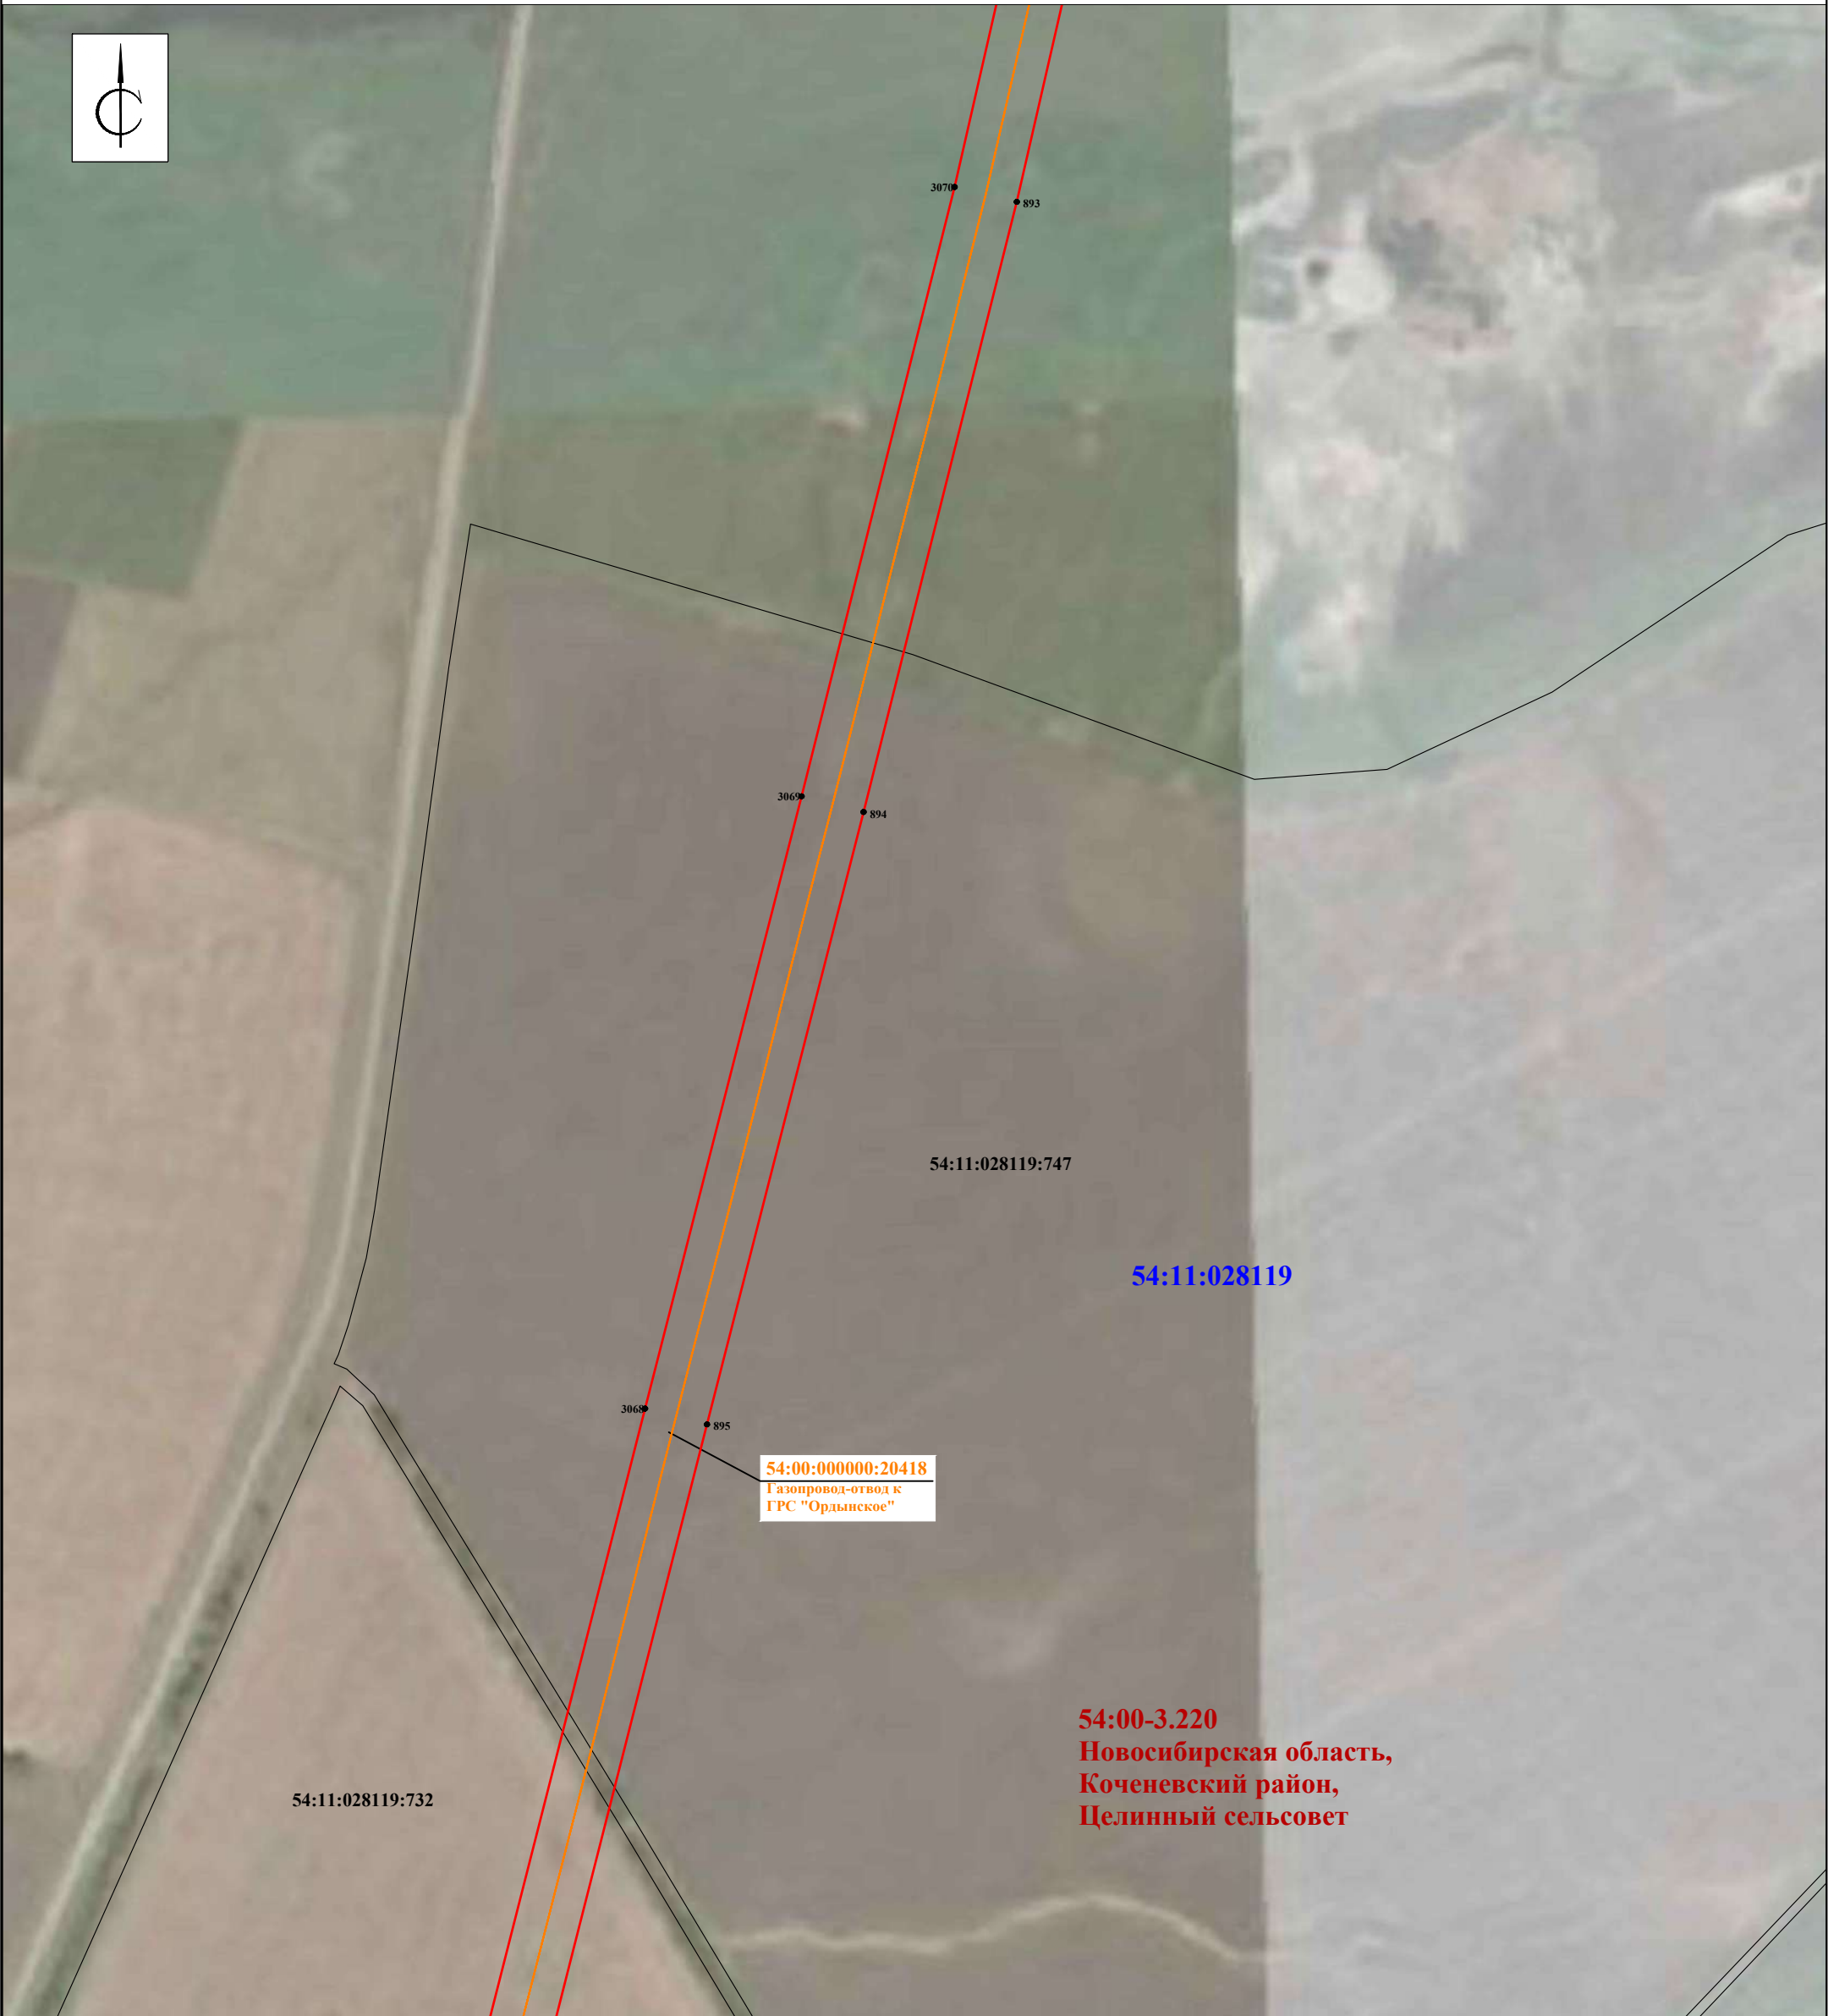 С
3070
893
3069
894
54:11:028119:747
54:11:028119
3068
895
54:00:000000:20418
Газопровод-отвод к
ГРС "Ордынское"
54:00-3.220
Новосибирская область,
Коченевский район,
Целинный сельсовет
54:11:028119:732